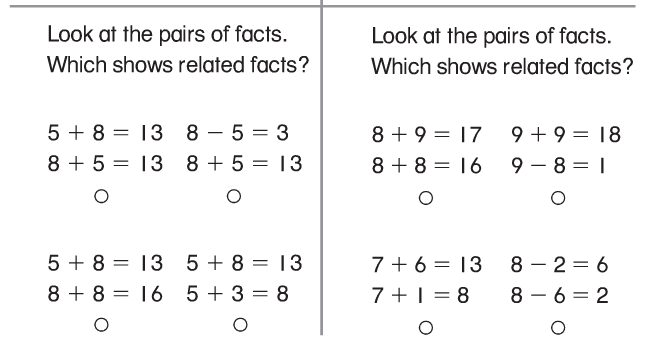 Look at the pairs of facts.
Which shows related facts?
5 + 8 = 13 8 − 5 = 3
8 + 5 = 13 8 + 5 = 13
5 + 8 = 13 5 + 8 = 13
8 + 8 = 16 5 + 3 = 8
Look at the pairs of facts.
Which shows related facts?
8 + 9 = 17 9 + 9 = 18
8 + 8 = 16 9 − 8 = 1
7 + 6 = 13 8 − 2 = 6
7 + 1 = 8 8 − 6 = 2